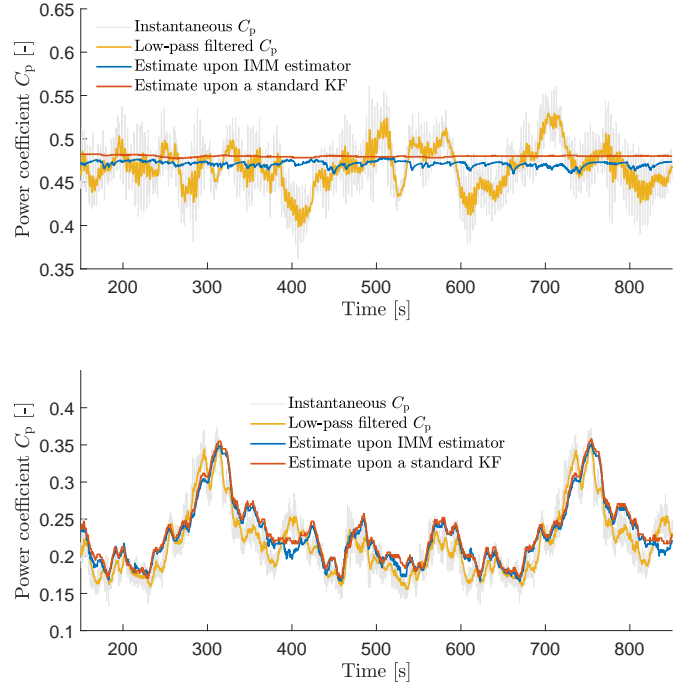 0.65
0.6
0.55
0.5
0.45
0.4
0.35
Power coefficient Cp [-]
Instantaneous Cp
Low-pass filtered Cp
Estimate upon IMM estimator
Estimate upon a standard KF
200 300 400 500 600 700 800
Time [s]
0.4
0.35
0.3
0.25
0.2
0.15
0.1
Power coefficient Cp [-]
Instantaneous Cp
Low-pass filtered Cp
Estimate upon IMM estimator
Estimate upon a standard KF
200 300 400 500 600 700 800
Time [s]